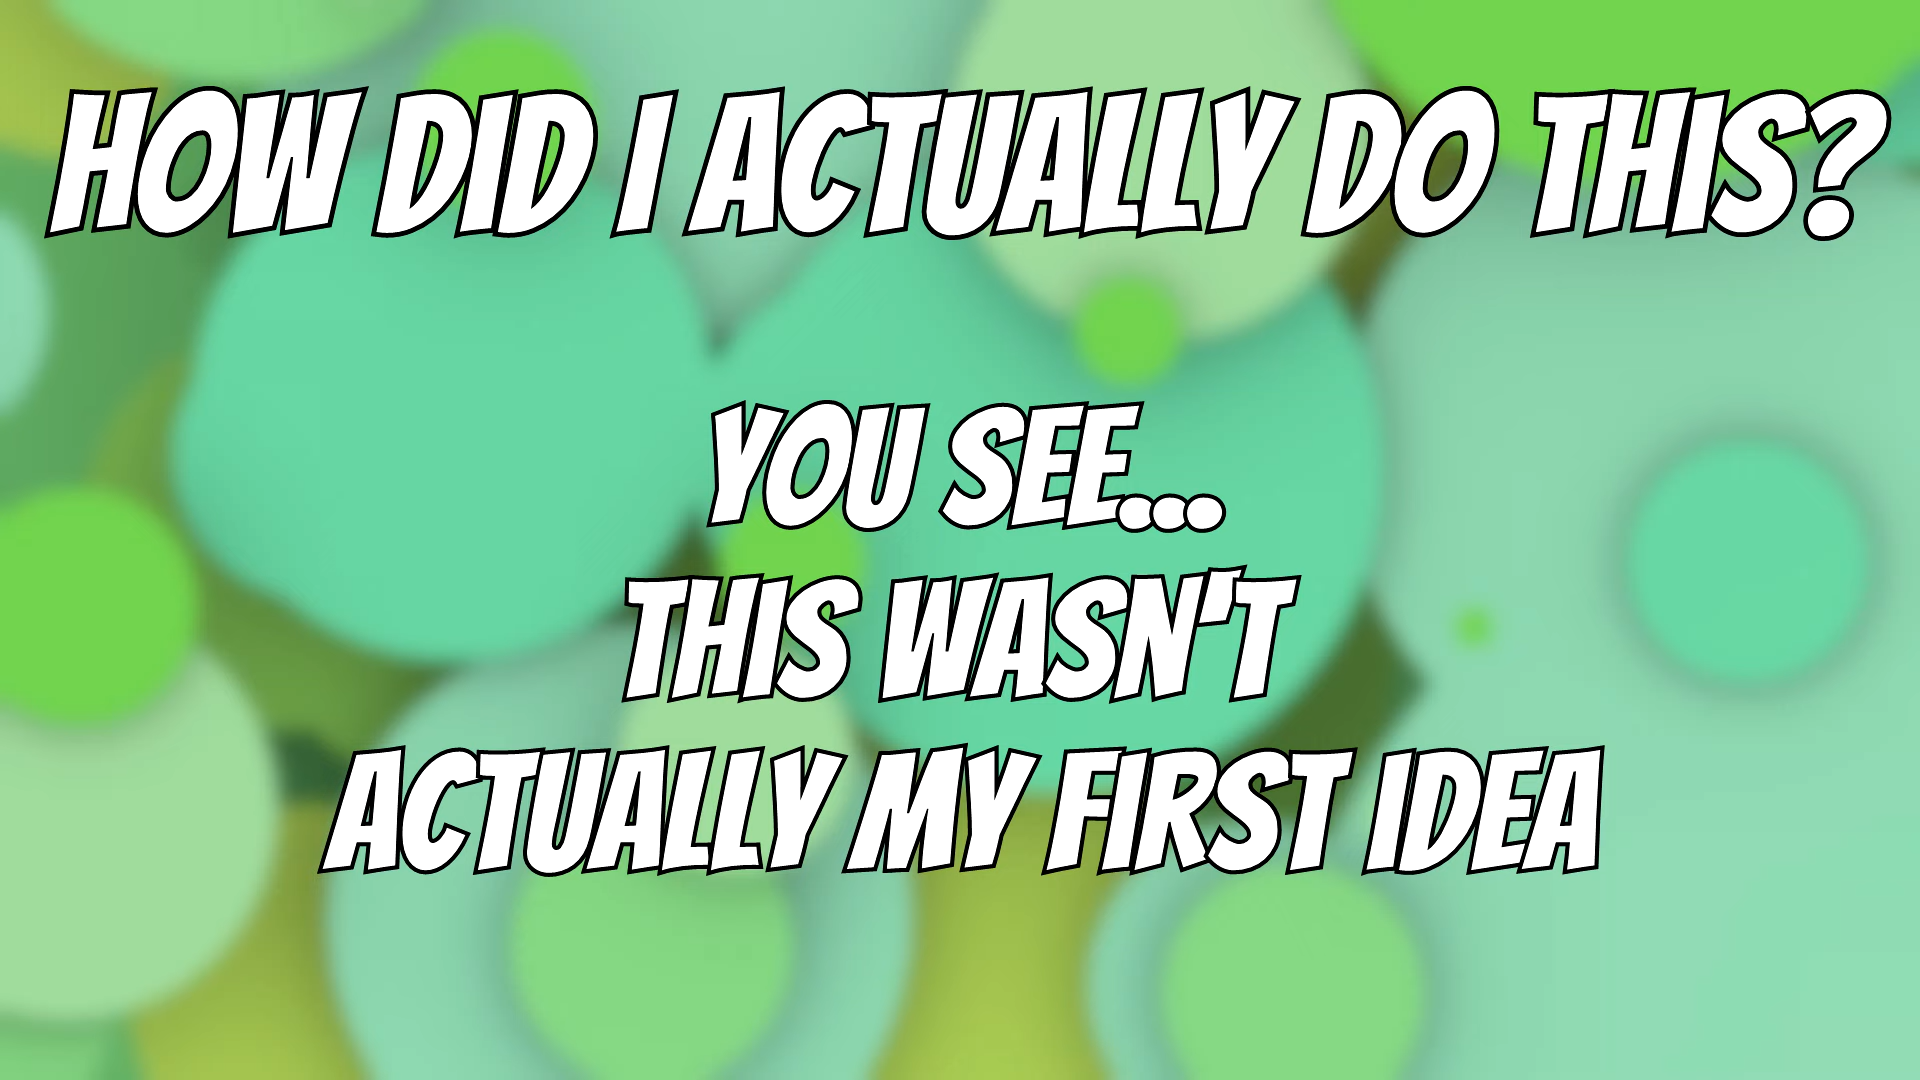 HOW DID I ACTUALLY DO THIS?
YOU SEE...
THIS WASN'T
ACTUALLY MY FIRST IDEA